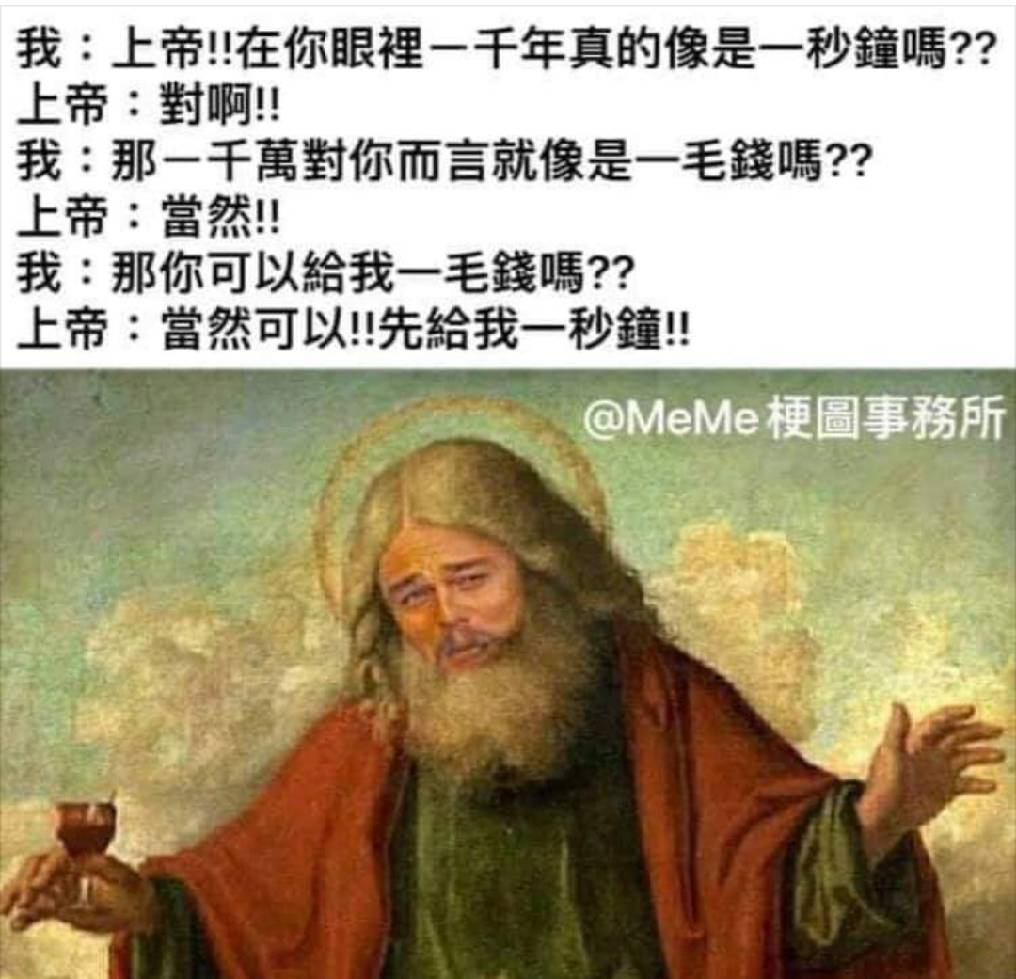 我：上帝!!在你眼裡一千年真的像是一秒鐘嗎??
上帝：對啊!!
我：那一千萬對你而言就像是一毛錢嗎??
上帝：當然!!
我：那你可以給我一毛錢嗎??
上帝：當然可以!!先給我一秒鐘!!
@MeMe梗圖事務所